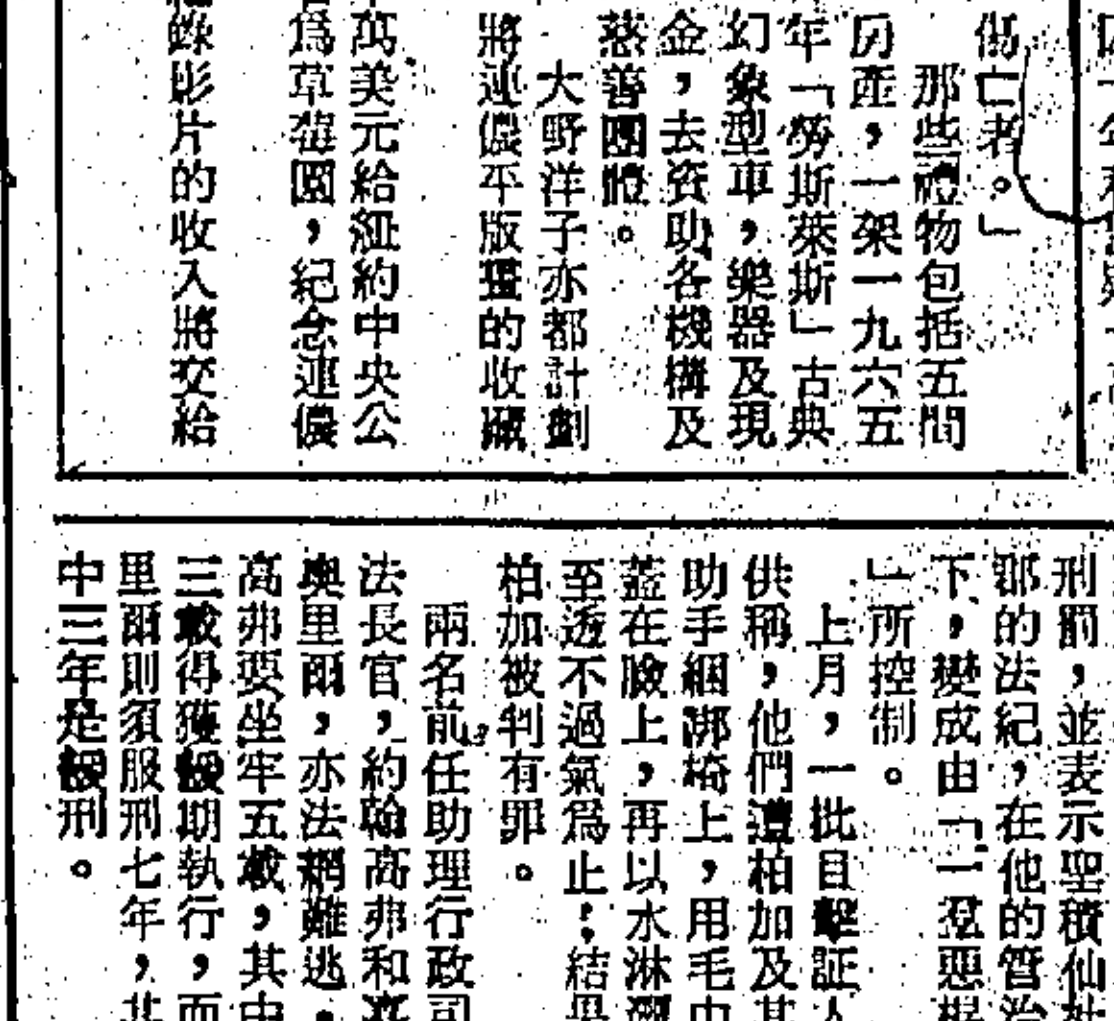 傷亡者。」
那些禮物包括五間
房產,一架一九六五
年「勞斯萊斯」古典
幻象型車,樂器及現
金,去資助各機構及
慈善團體。
大野洋子亦都計劃
將連儂平版畫的收藏
萬美元給紐約中央公
為草莓園,紀念連儂
錄影片的收入將交給
刑罰,並表示聖積仙
郡的法紀,在他的管治
下,變成由「一羣惡棍
」所控制。
上月,一批目擊証人
供稱,他們遭柏加及其
助手綑綁椅上,用毛巾
蓋在臉上,再以水淋灑
至透不過氣為止;結果
柏加被判有罪。
兩名前任助理行政司
法長官,約翰高弗和
奧里爾,亦法網難逃,
高弗要坐牢五載,其中
三載得獲緩期執行,而
里爾則須服刑七年,其
中三年是緩刑。